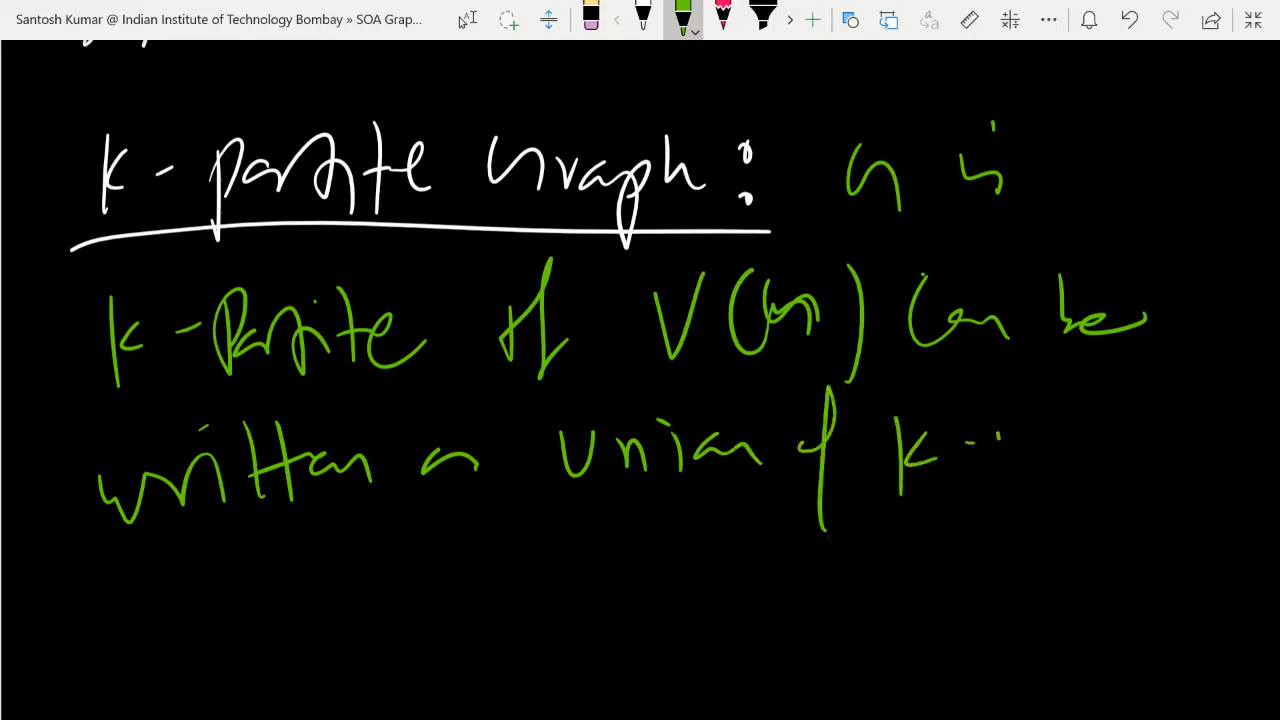 Santosh Kumar @ Indian Institute of Technology Bombay » SOA Grap...
K-partite Graph: G is
K-Partite if V(G) can be
written as union of K